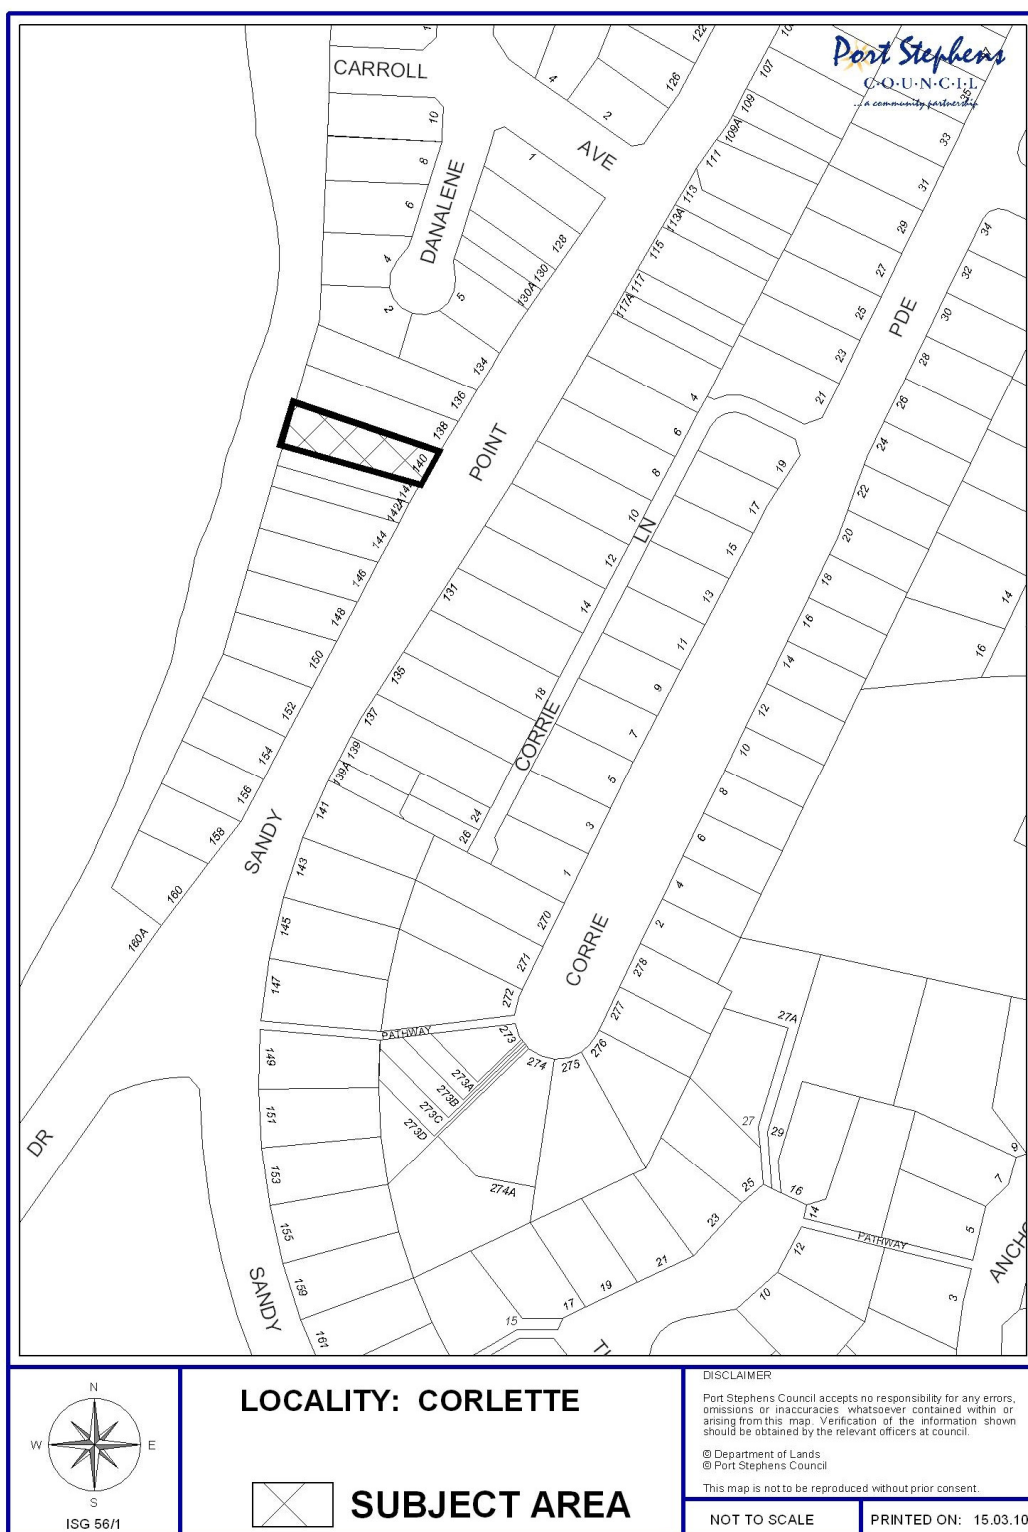 Port Stephens
C·O·U·N·C·I·L
... a community partnership
CARROLL
10
8
6
4
2
DANALENE
5
1
AVE
4
2
122
126
128
130
130A
134
136
138
140
142A
144
146
148
150
152
154
156
158
160
160A
107
109
109A
111
113
113A
115
117
117A
131
135
137
139
139A
141
143
145
147
149
151
153
155
159
161
POINT
SANDY
DR
SANDY
4
6
8
10
12
14
18
24
26
CORRIE
LN
35
33
31
29
27
25
23
21
19
17
15
13
11
9
7
5
3
1
270
271
272
273
273A
273B
273C
273D
274
274A
275
276
277
278
PDE
CORRIE
34
32
30
28
26
24
22
20
18
16
14
12
10
8
6
4
2
14
16
PATHWAY
27A
27
29
25
23
21
19
17
15
16
14
12
10
PATHWAY
9
7
5
3
N
W
E
S
ISG 56/1
LOCALITY: CORLETTE
SUBJECT AREA
DISCLAIMER
Port Stephens Council accepts no responsibility for any errors,
omissions or inaccuracies whatsoever contained within or
arising from this map. Verification of the information shown
should be obtained by the relevant officers at council.
© Department of Lands
© Port Stephens Council
This map is not to be reproduced without prior consent.
NOT TO SCALE
PRINTED ON: 15.03.10